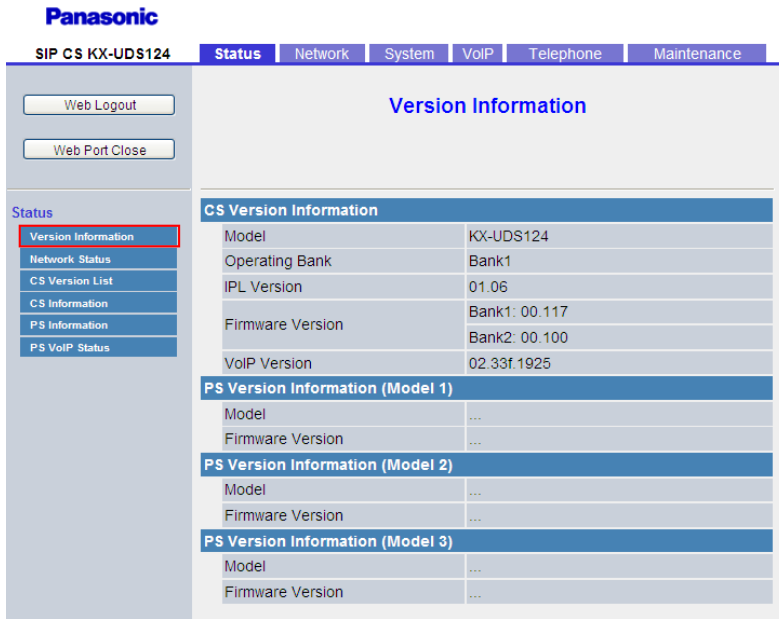 Panasonic
SIP CS KX-UDS124
Status Network System VoIP Telephone Maintenance
Web Logout
Web Port Close
Version Information
Status
Version Information
Network Status
CS Version List
CS Information
PS Information
PS VoIP Status
CS Version Information
Model KX-UDS124
Operating Bank Bank1
IPL Version 01.06
Firmware Version Bank1: 00.117
Bank2: 00.100
VoIP Version 02.33f.1925
PS Version Information (Model 1)
Model ...
Firmware Version ...
PS Version Information (Model 2)
Model ...
Firmware Version ...
PS Version Information (Model 3)
Model ...
Firmware Version ...